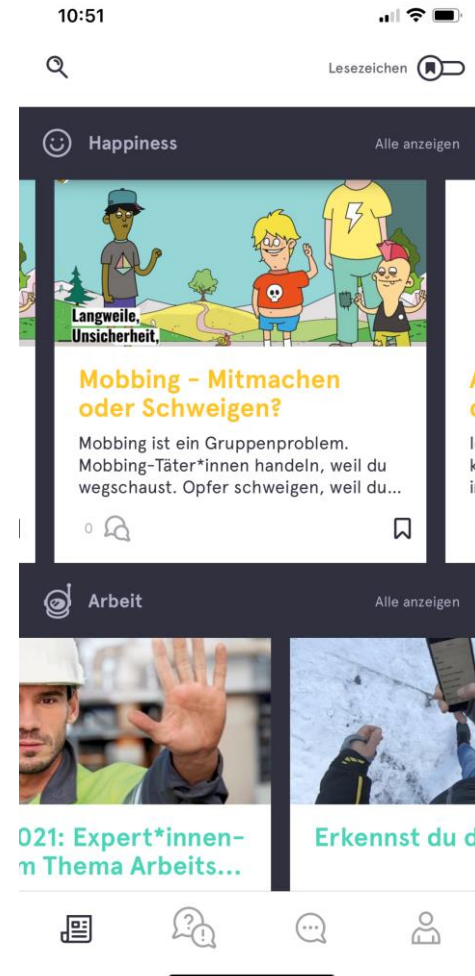 10:51
Lesezeichen
Happiness
Alle anzeigen
Langweile,
Unsicherheit,
Mobbing - Mitmachen
oder Schweigen?
Mobbing ist ein Gruppenproblem.
Mobbing-Täter*innen handeln, weil du
wegschaust. Opfer schweigen, weil du...
0
Arbeit
Alle anzeigen
021: Expert*innen-
m Thema Arbeits...
Erkennst du d